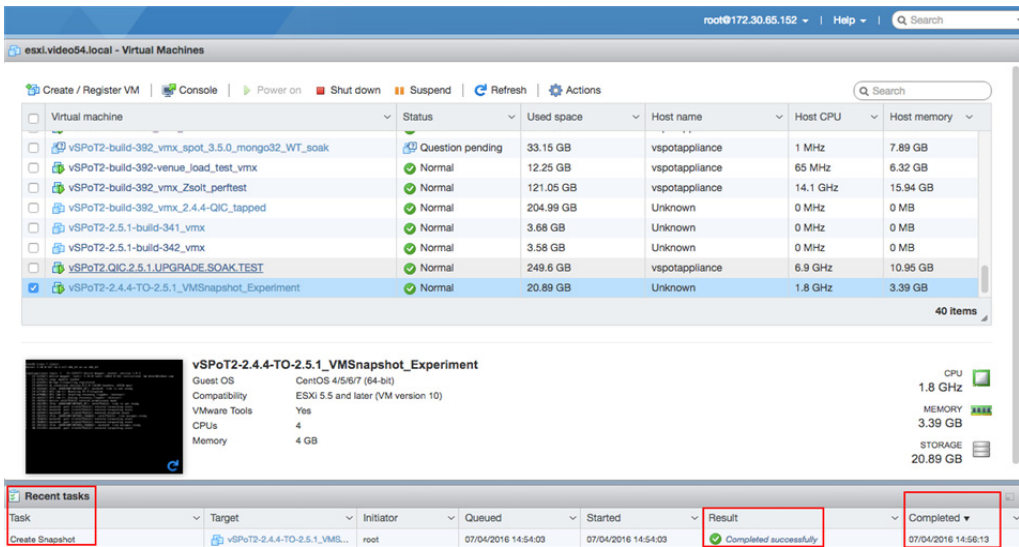 root@172.30.65.152 | Help | Search
esxi.video54.local - Virtual Machines
Create / Register VM | Console | Power on Shut down Suspend | Refresh | Actions Search
Virtual machine Status Used space Host name Host CPU Host memory
vSPoT2-build-392_vmx_spot_3.5.0_mongo32_WT_soak Question pending 33.15 GB vspotappliance 1 MHz 7.89 GB
vSPoT2-build-392-venue_load_test_vmx Normal 12.25 GB vspotappliance 65 MHz 6.32 GB
vSPoT2-build-392_vmx_Zsolt_perftest Normal 121.05 GB vspotappliance 14.1 GHz 15.94 GB
vSPoT2-build-392_vmx_2.4.4-QIC_tapped Normal 204.99 GB Unknown 0 MHz 0 MB
vSPoT2-2.5.1-build-341_vmx Normal 3.68 GB Unknown 0 MHz 0 MB
vSPoT2-2.5.1-build-342_vmx Normal 3.58 GB Unknown 0 MHz 0 MB
vSPoT2.QIC.2.5.1.UPGRADE.SOAK.TEST Normal 249.6 GB vspotappliance 6.9 GHz 10.95 GB
vSPoT2-2.4.4-TO-2.5.1_VMSnapshot_Experiment Normal 20.89 GB Unknown 1.8 GHz 3.39 GB
40 items
vSPoT2-2.4.4-TO-2.5.1_VMSnapshot_Experiment
Guest OS CentOS 4/5/6/7 (64-bit)
Compatibility ESXi 5.5 and later (VM version 10)
VMware Tools Yes
CPUs 4
Memory 4 GB
CPU
1.8 GHz
MEMORY
3.39 GB
STORAGE
20.89 GB
Recent tasks
Task Target Initiator Queued Started Result Completed
Create Snapshot vSPoT2-2.4.4-TO-2.5.1_VMS... root 07/04/2016 14:54:03 07/04/2016 14:54:03 Completed successfully 07/04/2016 14:56:13